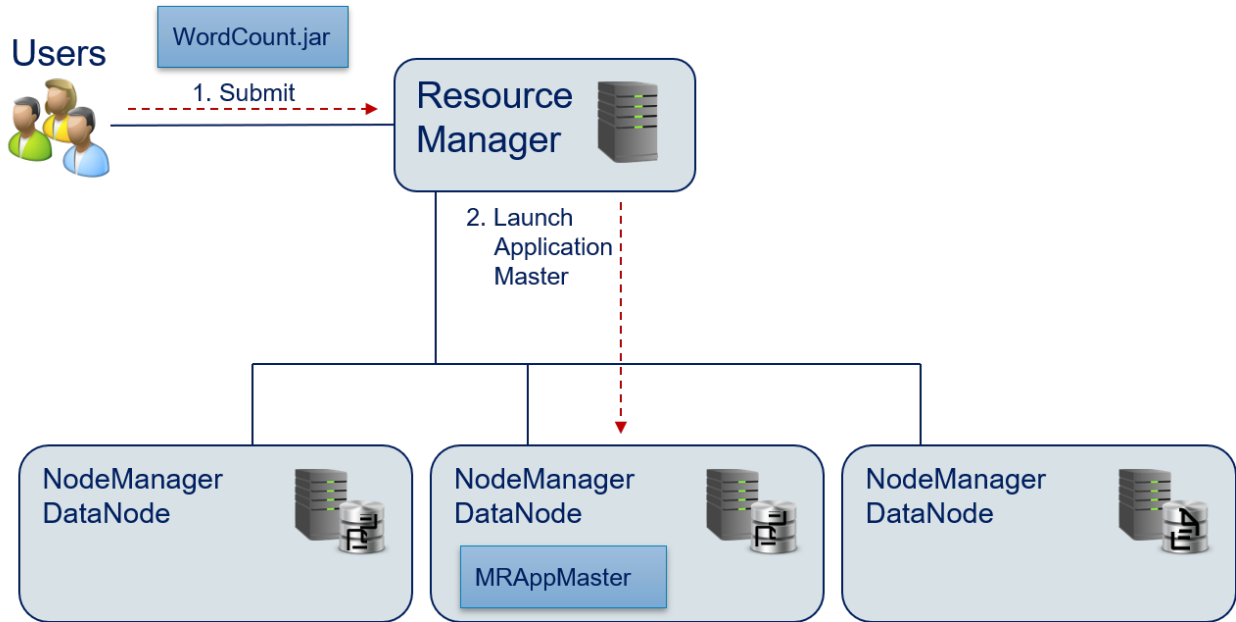 WordCount.jar
Users
1. Submit
Resource
Manager
2. Launch
Application
Master
NodeManager
DataNode
NodeManager
DataNode
MRAppMaster
NodeManager
DataNode